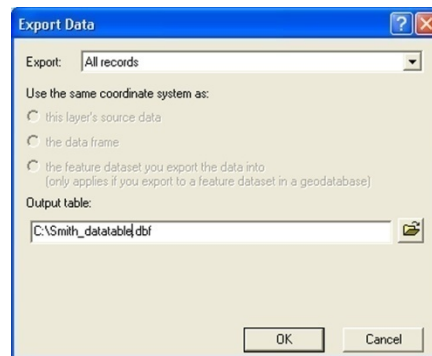 Export Data
Export: All records
Use the same coordinate system as:
this layer's source data
the data frame
the feature dataset you export the data into
(only applies if you export to a feature dataset in a geodatabase)
Output table:
C:\Smith_datatable.dbf
OK Cancel